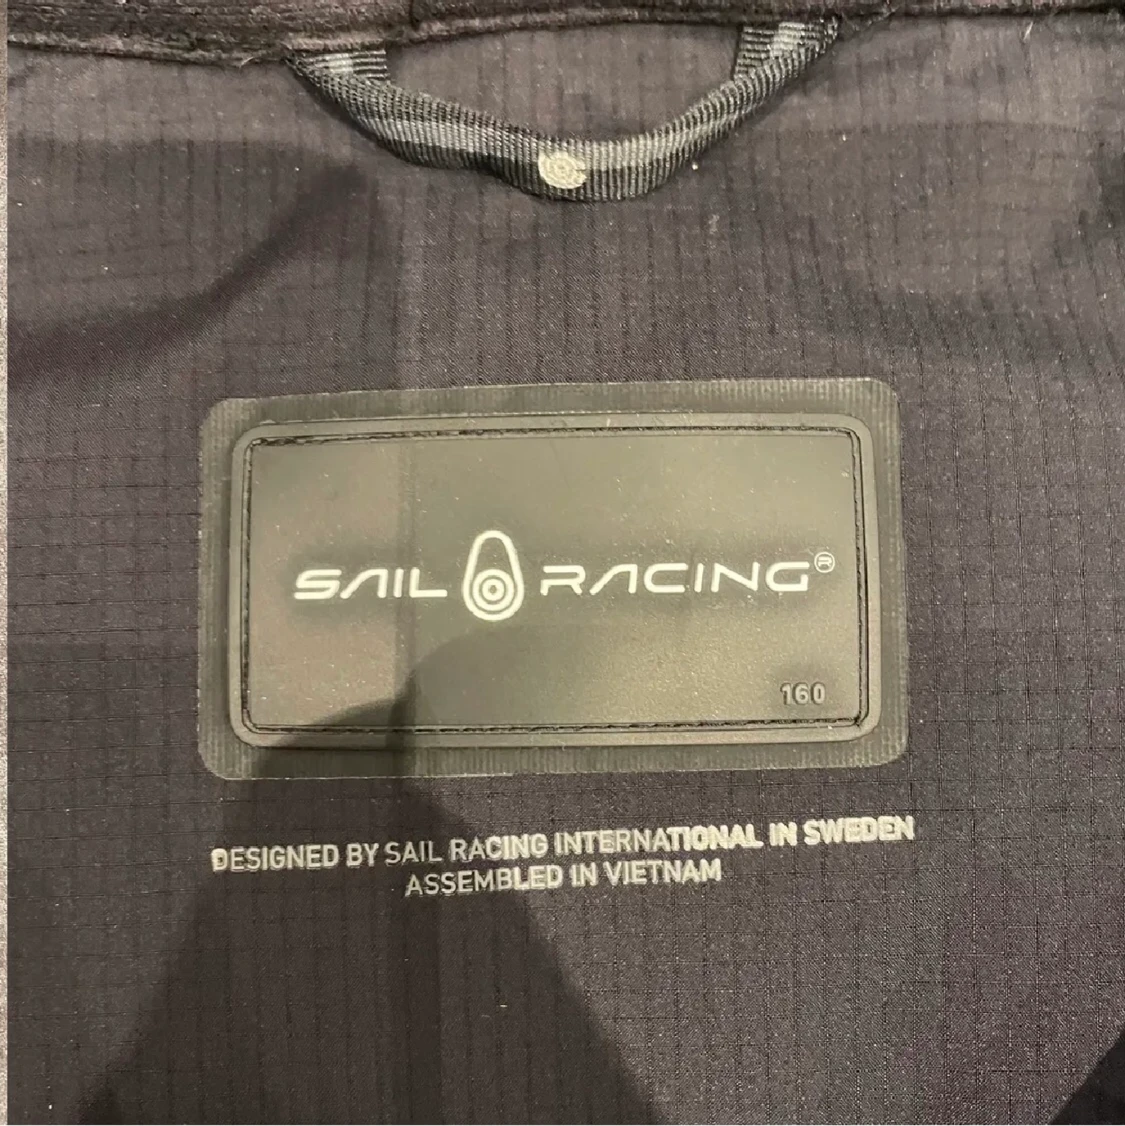 SAIL RACING®
160
DESIGNED BY SAIL RACING INTERNATIONAL IN SWEDEN
ASSEMBLED IN VIETNAM